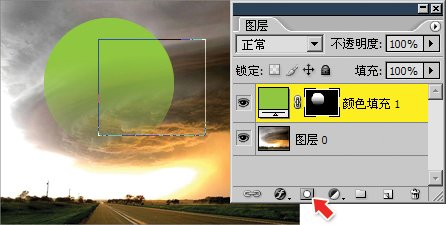 图层
正常 不透明度: 100%
锁定: 填充: 100%
颜色填充 1
图层 0